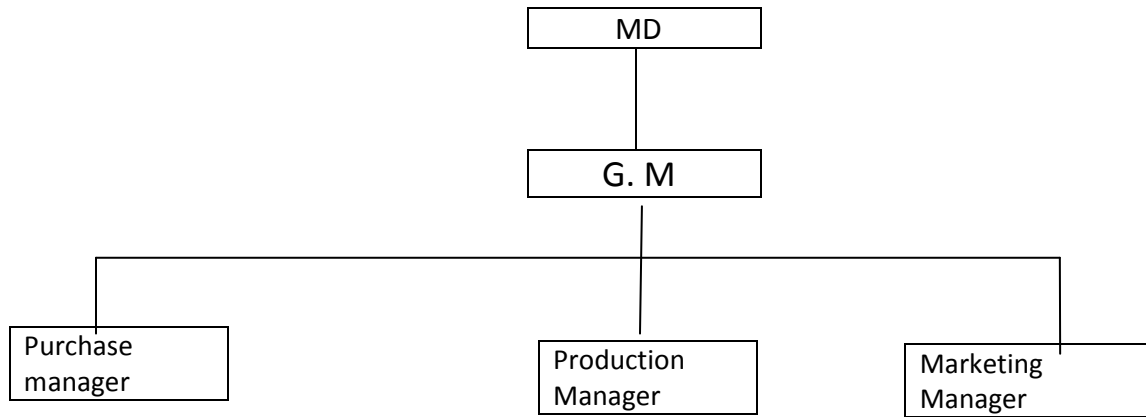 MD
G. M
Purchase
manager
Production
Manager
Marketing
Manager